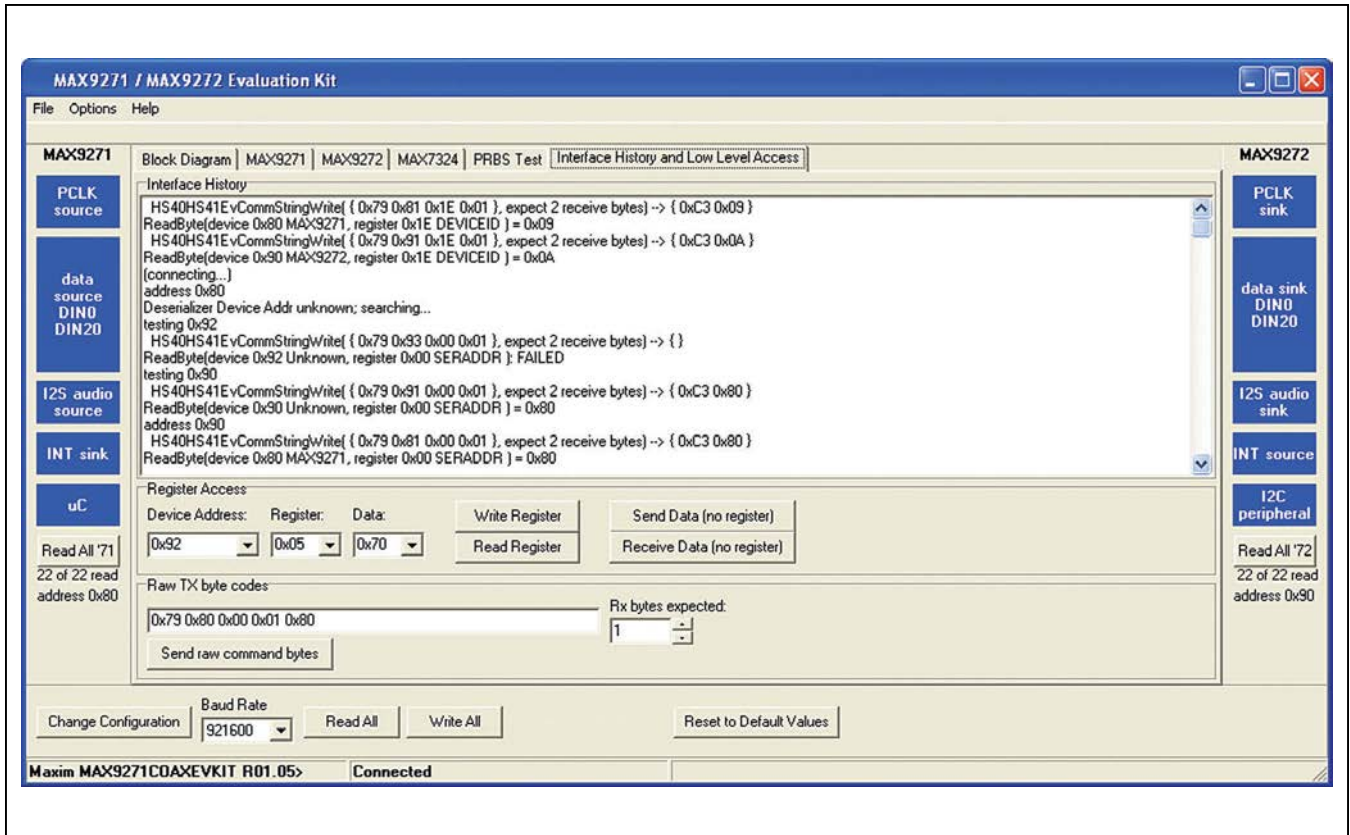 MAX9271 / MAX9272 Evaluation Kit
File Options Help
MAX9271
PCLK
source
data
source
DIN0
DIN20
I2S audio
source
INT sink
uC
Read All '71
22 of 22 read
address 0x80
Block Diagram MAX9271 MAX9272 MAX7324 PRBS Test Interface History and Low Level Access
Interface History
HS40HS41EvCommStringWrite( { 0x79 0x81 0x1E 0x01 }, expect 2 receive bytes) --> { 0xC3 0x09 }
ReadByte(device 0x80 MAX9271, register 0x1E DEVICEID ) = 0x09
HS40HS41EvCommStringWrite( { 0x79 0x91 0x1E 0x01 }, expect 2 receive bytes) --> { 0xC3 0x0A }
ReadByte(device 0x90 MAX9272, register 0x1E DEVICEID ) = 0x0A
(connecting...)
address 0x80
Deserializer Device Addr unknown; searching...
testing 0x92
HS40HS41EvCommStringWrite( { 0x79 0x93 0x00 0x01 }, expect 2 receive bytes) --> { }
ReadByte(device 0x92 Unknown, register 0x00 SERADDR ): FAILED
testing 0x90
HS40HS41EvCommStringWrite( { 0x79 0x91 0x00 0x01 }, expect 2 receive bytes) --> { 0xC3 0x80 }
ReadByte(device 0x90 Unknown, register 0x00 SERADDR ) = 0x80
address 0x90
HS40HS41EvCommStringWrite( { 0x79 0x81 0x00 0x01 }, expect 2 receive bytes) --> { 0xC3 0x80 }
ReadByte(device 0x80 MAX9271, register 0x00 SERADDR ) = 0x80
Register Access
Device Address: Register: Data:
0x92 0x05 0x70
Write Register Send Data (no register)
Read Register Receive Data (no register)
Raw TX byte codes
0x79 0x80 0x00 0x01 0x80
Rx bytes expected:
1
Send raw command bytes
MAX9272
PCLK
sink
data sink
DIN0
DIN20
I2S audio
sink
INT source
I2C
peripheral
Read All '72
22 of 22 read
address 0x90
Change Configuration
Baud Rate
921600
Read All Write All Reset to Default Values
Maxim MAX9271COAXEVKIT R01.05> Connected